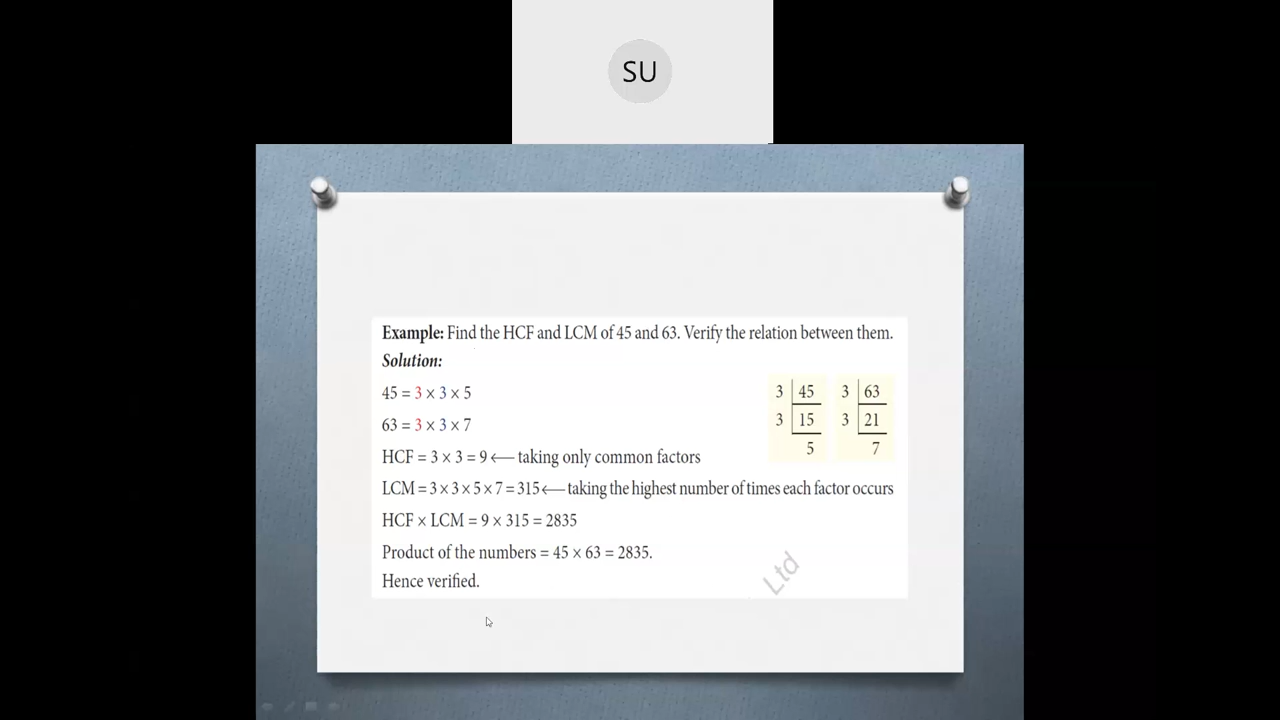 SU
Example: Find the HCF and LCM of 45 and 63. Verify the relation between them.
Solution:
45 = 3 × 3 × 5
63 = 3 × 3 × 7
HCF = 3 × 3 = 9 ⟵ taking only common factors
LCM = 3 × 3 × 5 × 7 = 315 ⟵ taking the highest number of times each factor occurs
HCF × LCM = 9 × 315 = 2835
Product of the numbers = 45 × 63 = 2835.
Hence verified.
3 | 45
3 | 15
5
3 | 63
3 | 21
7
Ltd